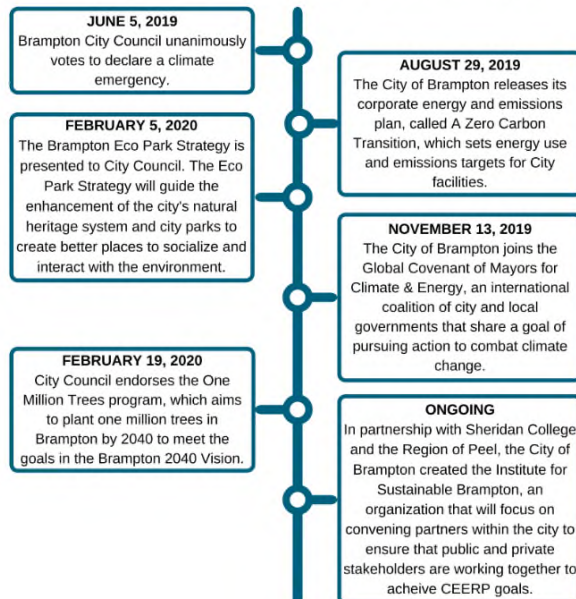 JUNE 5, 2019
Brampton City Council unanimously
votes to declare a climate
emergency.
AUGUST 29, 2019
The City of Brampton releases its
corporate energy and emissions
plan, called A Zero Carbon
Transition, which sets energy use
and emissions targets for City
facilities.
FEBRUARY 5, 2020
The Brampton Eco Park Strategy is
presented to City Council. The Eco
Park Strategy will guide the
enhancement of the city's natural
heritage system and city parks to
create better places to socialize and
interact with the environment.
NOVEMBER 13, 2019
The City of Brampton joins the
Global Covenant of Mayors for
Climate & Energy, an international
coalition of city and local
governments that share a goal of
pursuing action to combat climate
change.
FEBRUARY 19, 2020
City Council endorses the One
Million Trees program, which aims
to plant one million trees in
Brampton by 2040 to meet the
goals in the Brampton 2040 Vision.
ONGOING
In partnership with Sheridan College
and the Region of Peel, the City of
Brampton created the Institute for
Sustainable Brampton, an
organization that will focus on
convening partners within the city to
ensure that public and private
stakeholders are working together to
acheive CEERP goals.